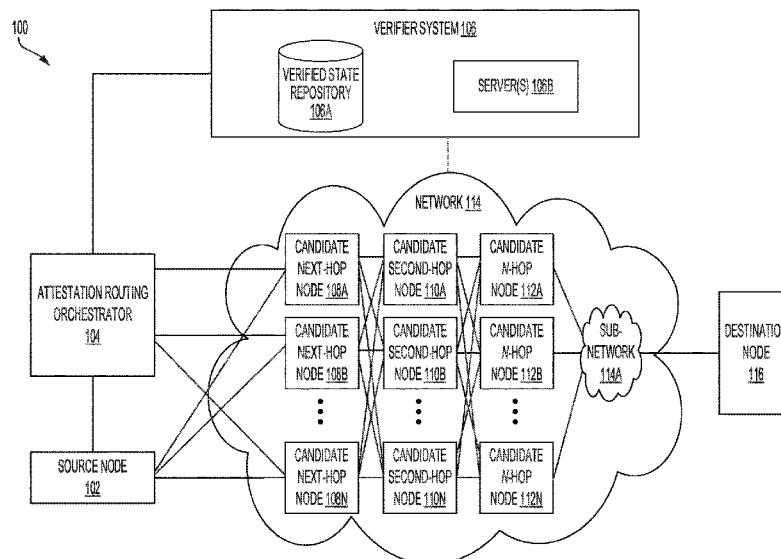 100
VERIFIER SYSTEM 106
VERIFIED STATE
REPOSITORY
106A
SERVER(S) 106B
NETWORK 114
ATTESTATION ROUTING
ORCHESTRATOR
104
SOURCE NODE
102
CANDIDATE
NEXT-HOP
NODE 108A
CANDIDATE
SECOND-HOP
NODE 110A
CANDIDATE
N-HOP
NODE 112A
CANDIDATE
NEXT-HOP
NODE 108B
CANDIDATE
SECOND-HOP
NODE 110B
CANDIDATE
N-HOP
NODE 112B
CANDIDATE
NEXT-HOP
NODE 108N
CANDIDATE
SECOND-HOP
NODE 110N
CANDIDATE
N-HOP
NODE 112N
SUB-
NETWORK
114A
DESTINATION
NODE
116